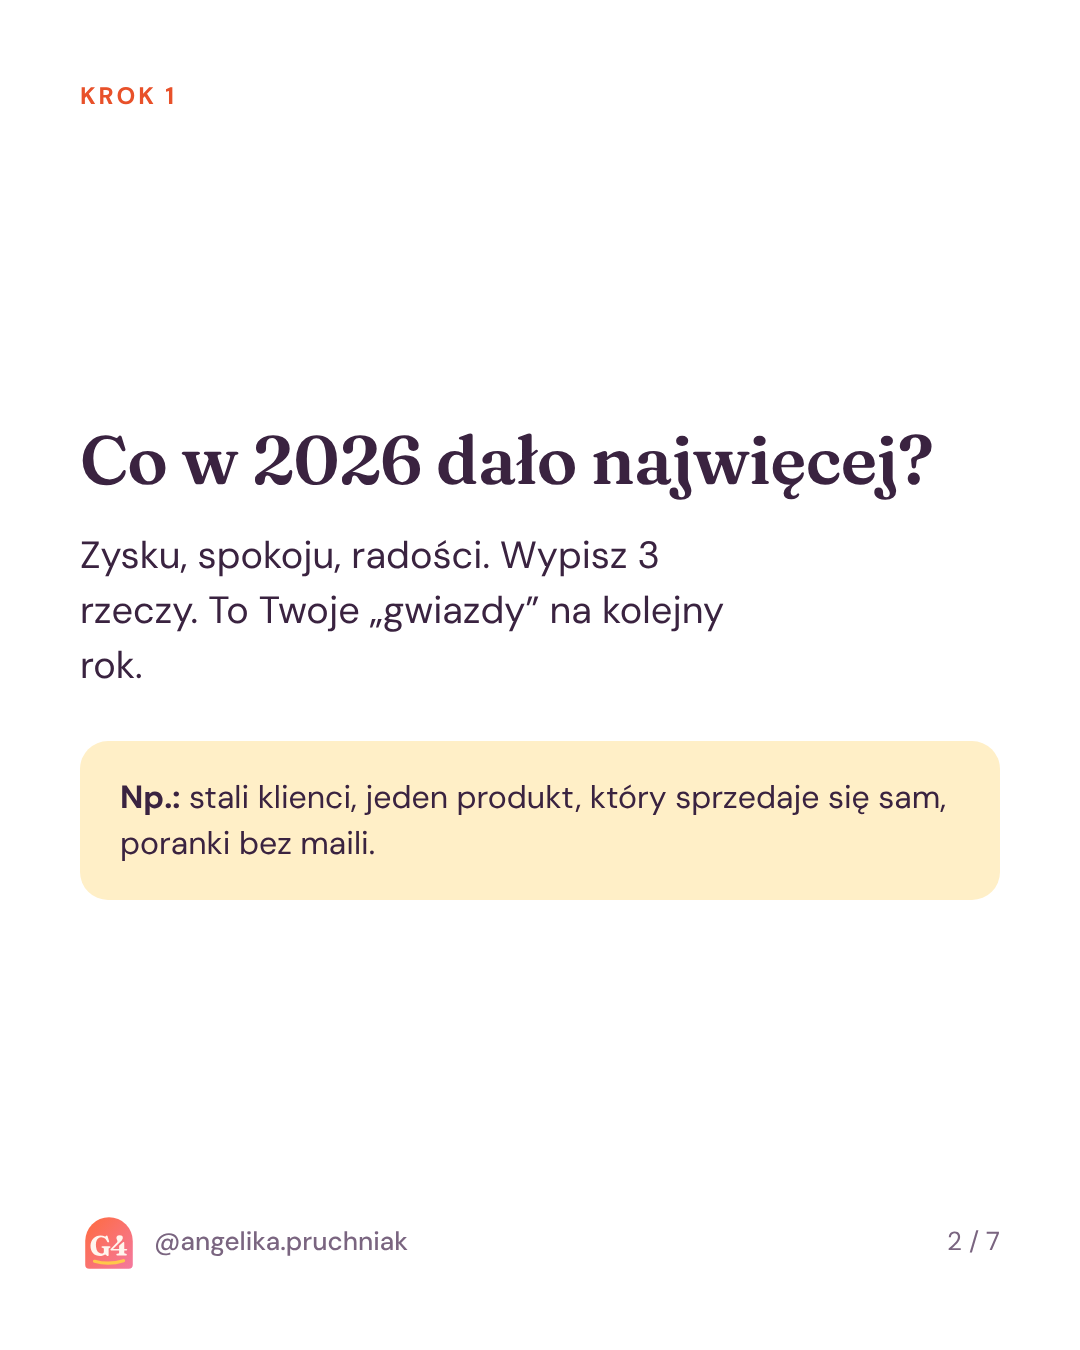 KROK 1
Co w 2026 dało najwięcej?
Zysku, spokoju, radości. Wypisz 3
rzeczy. To Twoje „gwiazdy” na kolejny
rok.
Np.: stali klienci, jeden produkt, który sprzedaje się sam,
poranki bez maili.
G4 @angelika.pruchniak 2 / 7